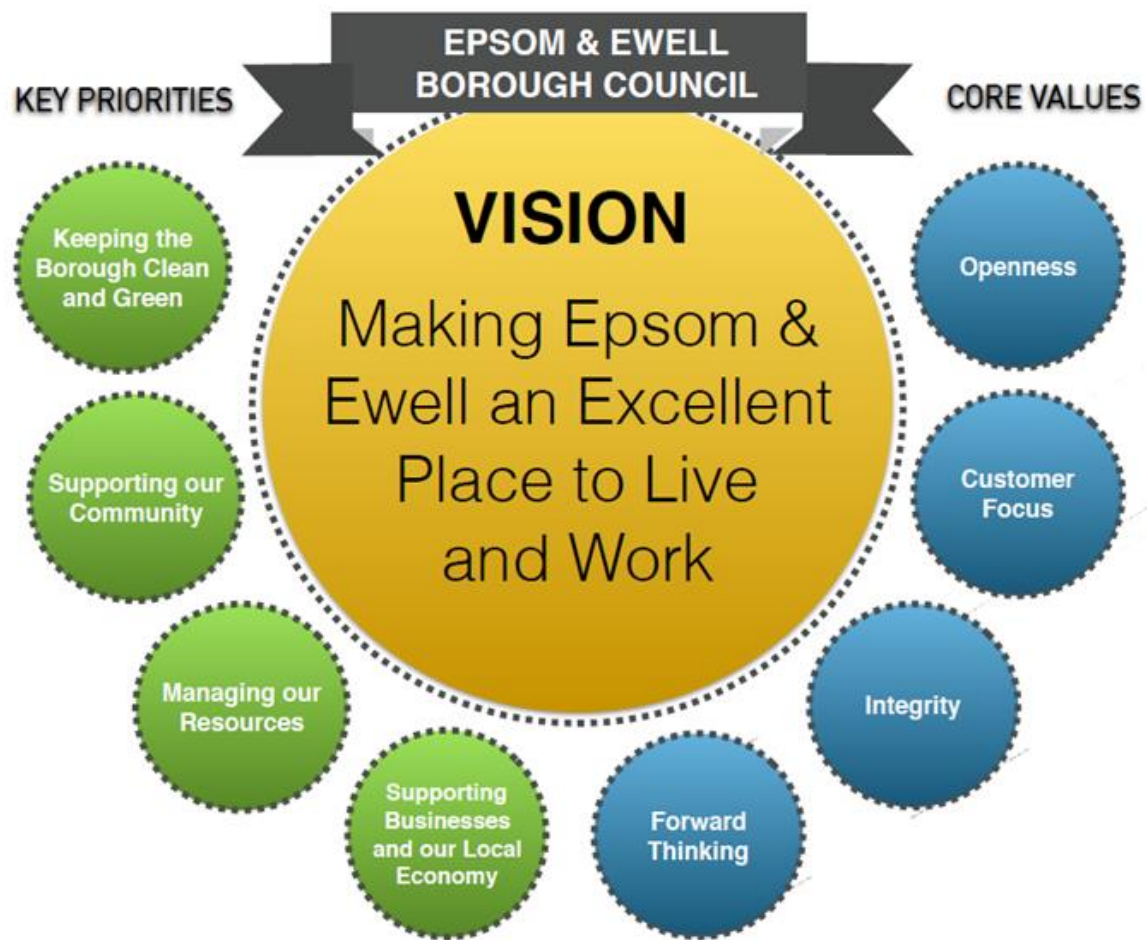 EPSOM & EWELL
BOROUGH COUNCIL
KEY PRIORITIES
Keeping the
Borough Clean
and Green
Supporting our
Community
Managing our
Resources
Supporting
Businesses
and our Local
Economy
VISION
Making Epsom &
Ewell an Excellent
Place to Live
and Work
CORE VALUES
Openness
Customer
Focus
Integrity
Forward
Thinking